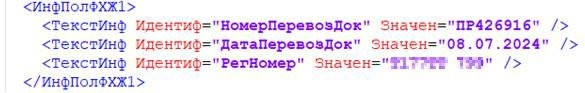 <ИнфПолФХЖ1>
<ТекстИнф Идентиф="НомерПеревозДок" Значен="ПР426916" />
<ТекстИнф Идентиф="ДатаПеревозДок" Значен="08.07.2024" />
<ТекстИнф Идентиф="РегНомер" Значен="" />
</ИнфПолФХЖ1>